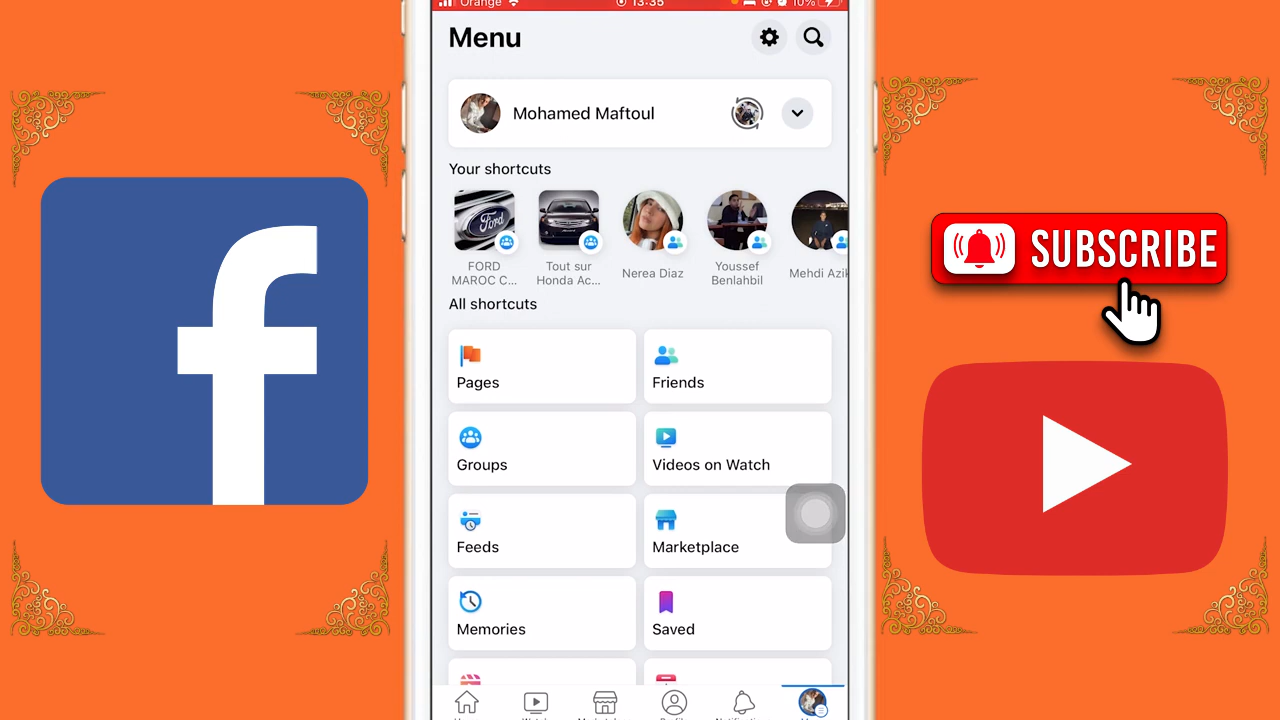 Orange 13:35 10%
Menu
Mohamed Maftoul
Your shortcuts
FORD
MAROC C...
Tout sur
Honda Ac...
Nerea Diaz
Youssef
Benlahbil
Mehdi Azik
All shortcuts
Pages
Friends
Groups
Videos on Watch
Feeds
Marketplace
Memories
Saved
SUBSCRIBE
Ford
f